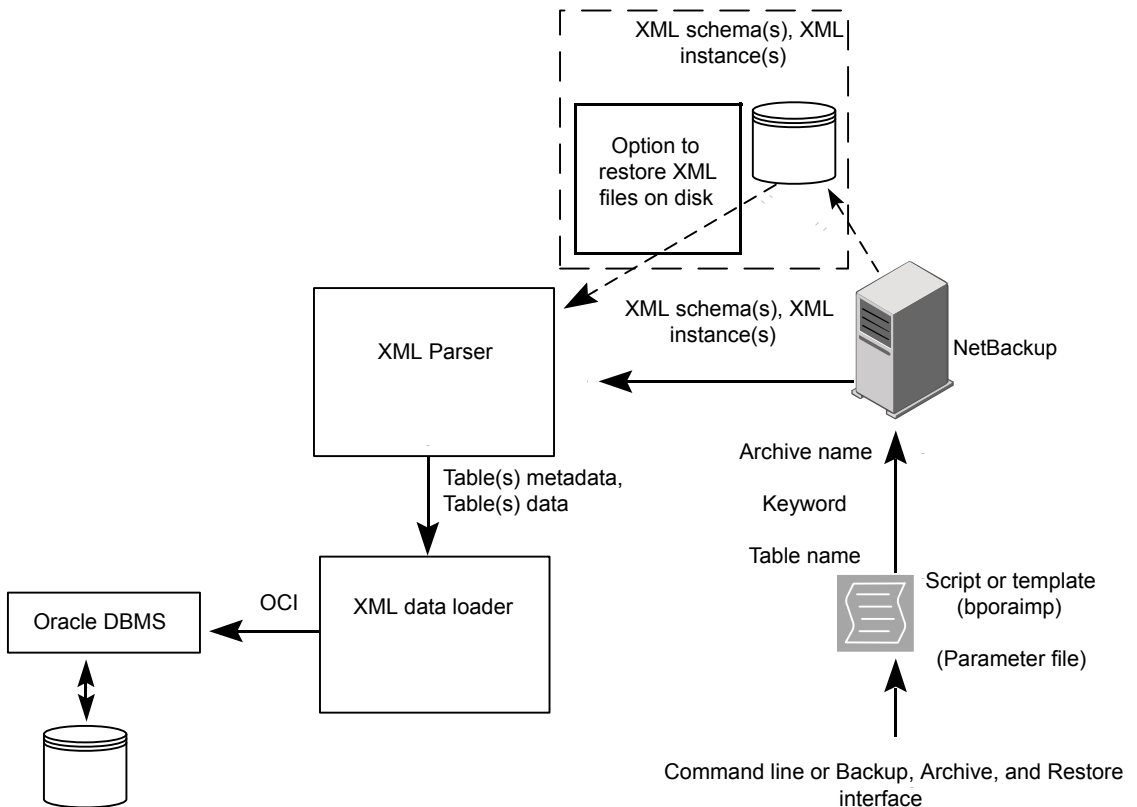 XML schema(s), XML
instance(s)
Option to
restore XML
files on disk
XML schema(s), XML
instance(s)
XML Parser
NetBackup
Archive name
Keyword
Table name
Table(s) metadata,
Table(s) data
Script or template
(bporaimp)
(Parameter file)
OCI
XML data loader
Oracle DBMS
Command line or Backup, Archive, and Restore
interface